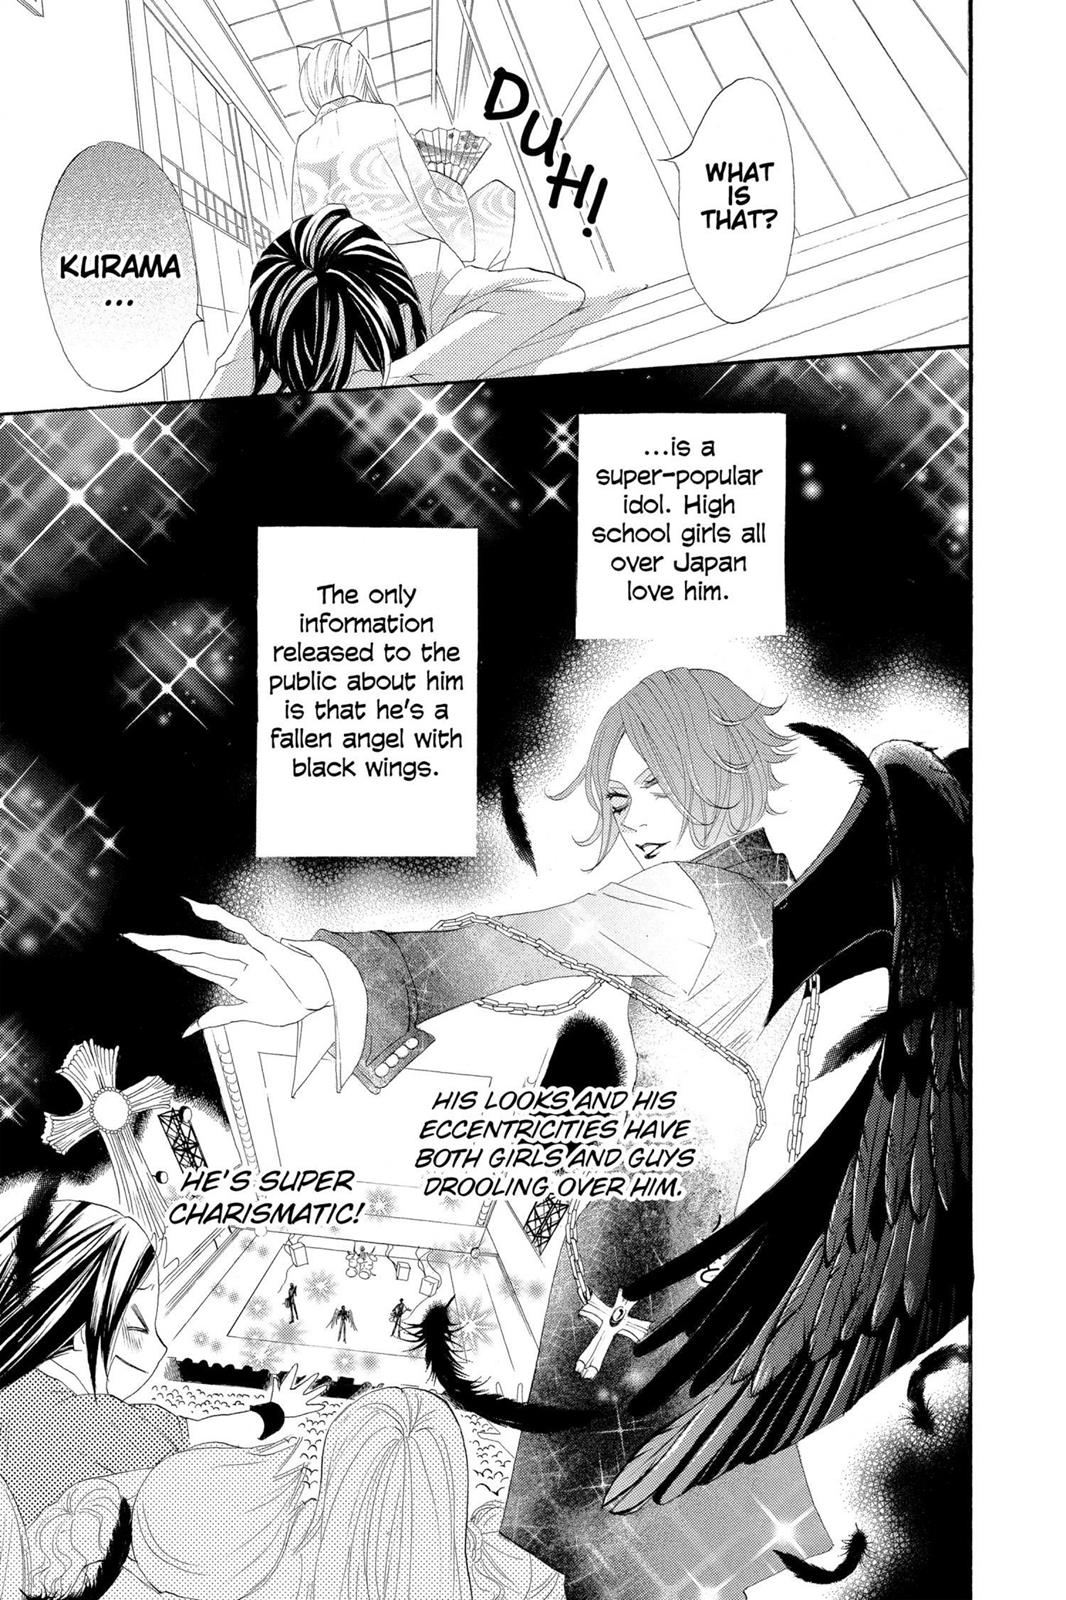 WHAT
IS
THAT?
DUH!
KURAMA
...
...is a
super-popular
idol. High
school girls all
over Japan
love him.
The only
information
released to the
public about him
is that he's a
fallen angel with
black wings.
HIS LOOKS AND HIS
ECCENTRICITIES HAVE
BOTH GIRLS AND GUYS
DROOLING OVER HIM.
HE'S SUPER
CHARISMATIC!